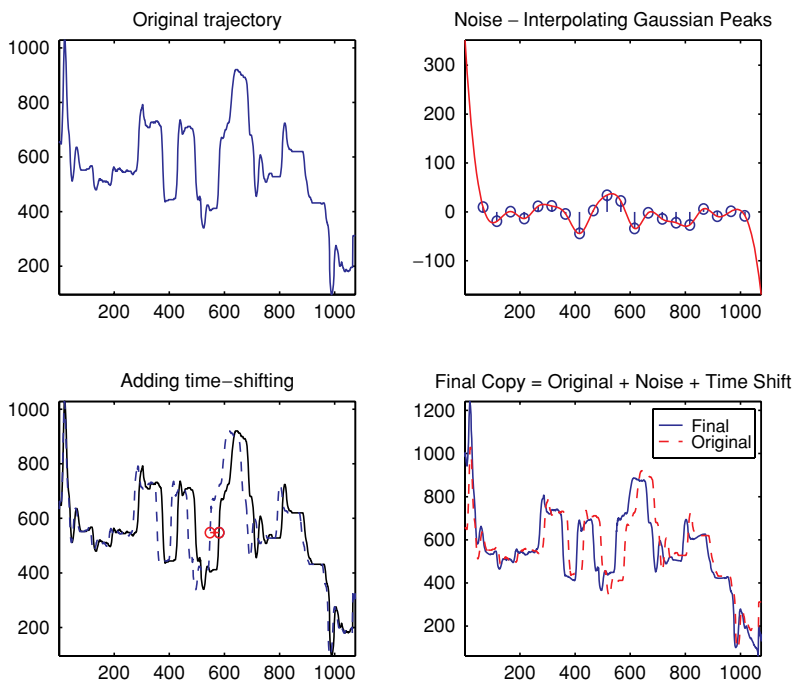 Original trajectory
1000
800
600
400
200
200 400 600 800 1000
Noise − Interpolating Gaussian Peaks
300
200
100
0
−100
200 400 600 800 1000
Adding time−shifting
1000
800
600
400
200
200 400 600 800 1000
Final Copy = Original + Noise + Time Shift
1200
1000
800
600
400
200
Final
Original
200 400 600 800 1000